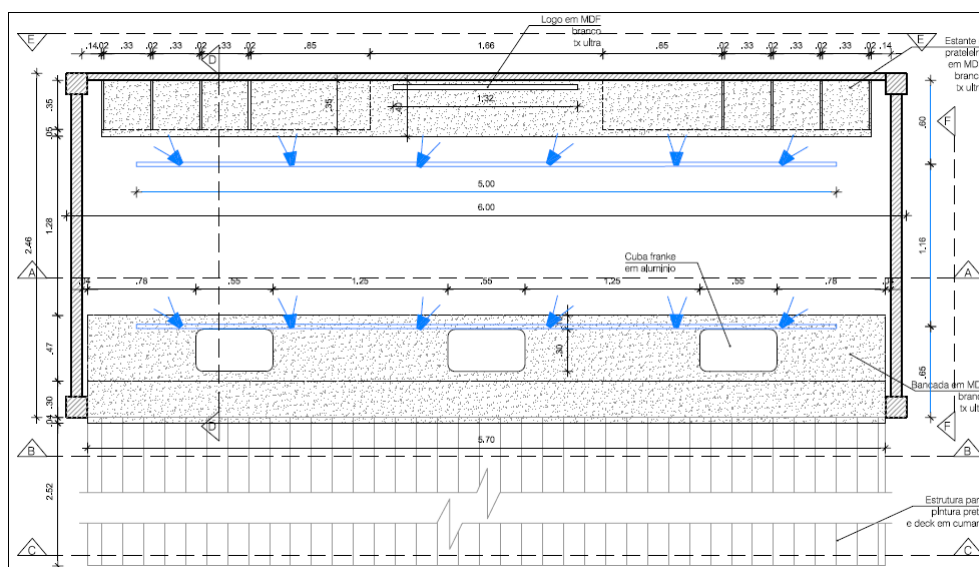 Logo em MDF
branco
tx ultra
E
E
.14 .02 .33 .02 .33 .02 .33 .02 .85 1.66 .85 .02 .33 .02 .33 .02 .33 .02 .14
Estante
D
em MD
branc
tx ultr
.35
.35
.40
1.32
.60
F
.05
5.00
6.00
1.28
2.46
1.16
Cuba franke
em aluminio
A
A
.78 .55 1.25 .55 1.25 .55 .78
.47
.30
Bancada em MD
branc
tx ult
.65
.30
.04
D
F
5.70
B
B
2.52
Estrutura par
pintura pret
e deck em cumar
C
C